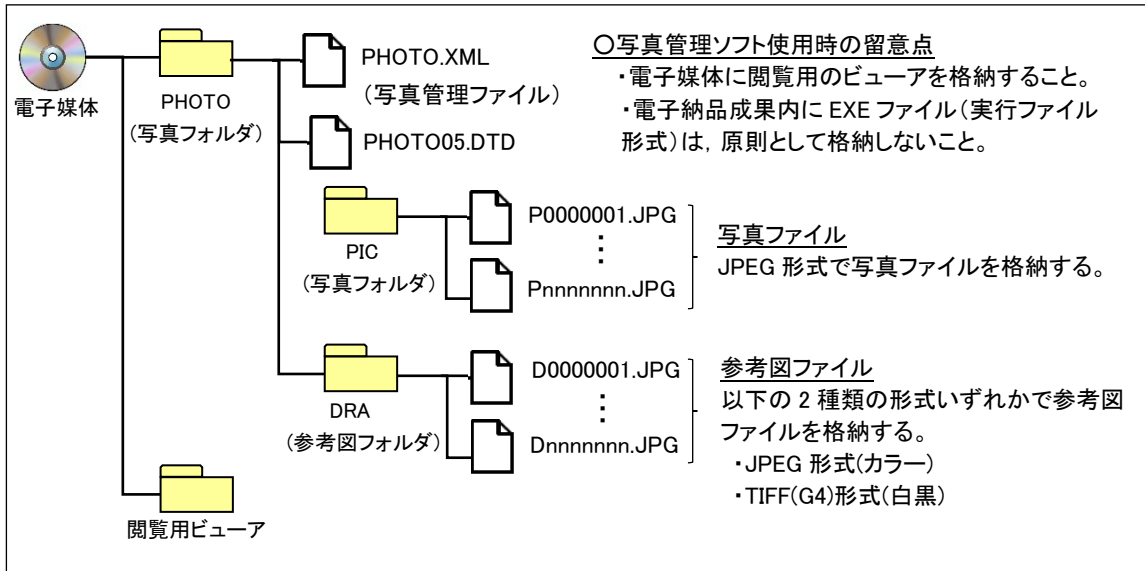 電子媒体
PHOTO
(写真フォルダ)
PHOTO.XML
(写真管理ファイル)
PHOTO05.DTD
〇写真管理ソフト使用時の留意点
・電子媒体に閲覧用のビューアを格納すること。
・電子納品成果内に EXE ファイル(実行ファイル
形式)は，原則として格納しないこと。
PIC
(写真フォルダ)
P0000001.JPG
⋮
Pnnnnnnn.JPG
写真ファイル
JPEG 形式で写真ファイルを格納する。
DRA
(参考図フォルダ)
D0000001.JPG
⋮
Dnnnnnnn.JPG
参考図ファイル
以下の 2 種類の形式いずれかで参考図
ファイルを格納する。
・JPEG 形式(カラー)
・TIFF(G4)形式(白黒)
閲覧用ビューア